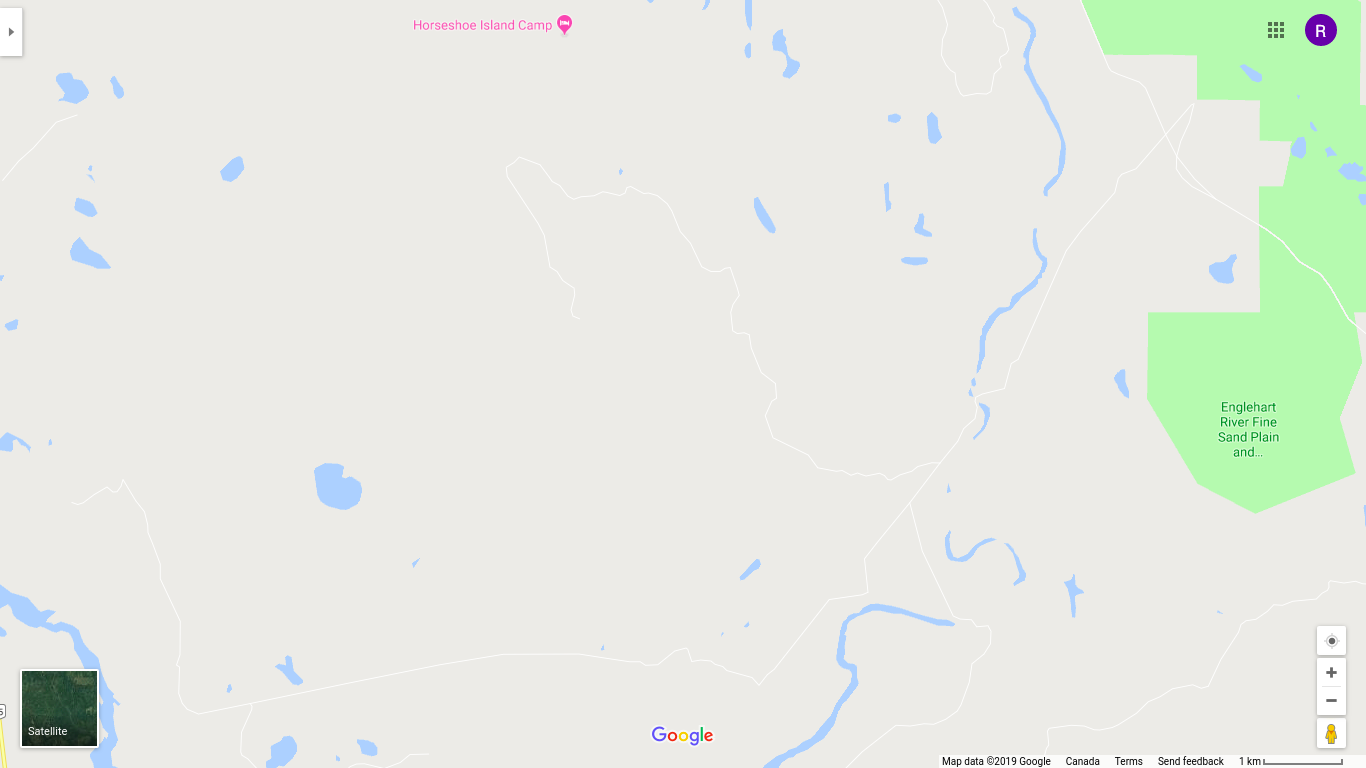 Horseshoe Island Camp
R
Englehart
River Fine
Sand Plain
and...
5
Satellite
Google
Map data ©2019 Google Canada Terms Send feedback 1 km